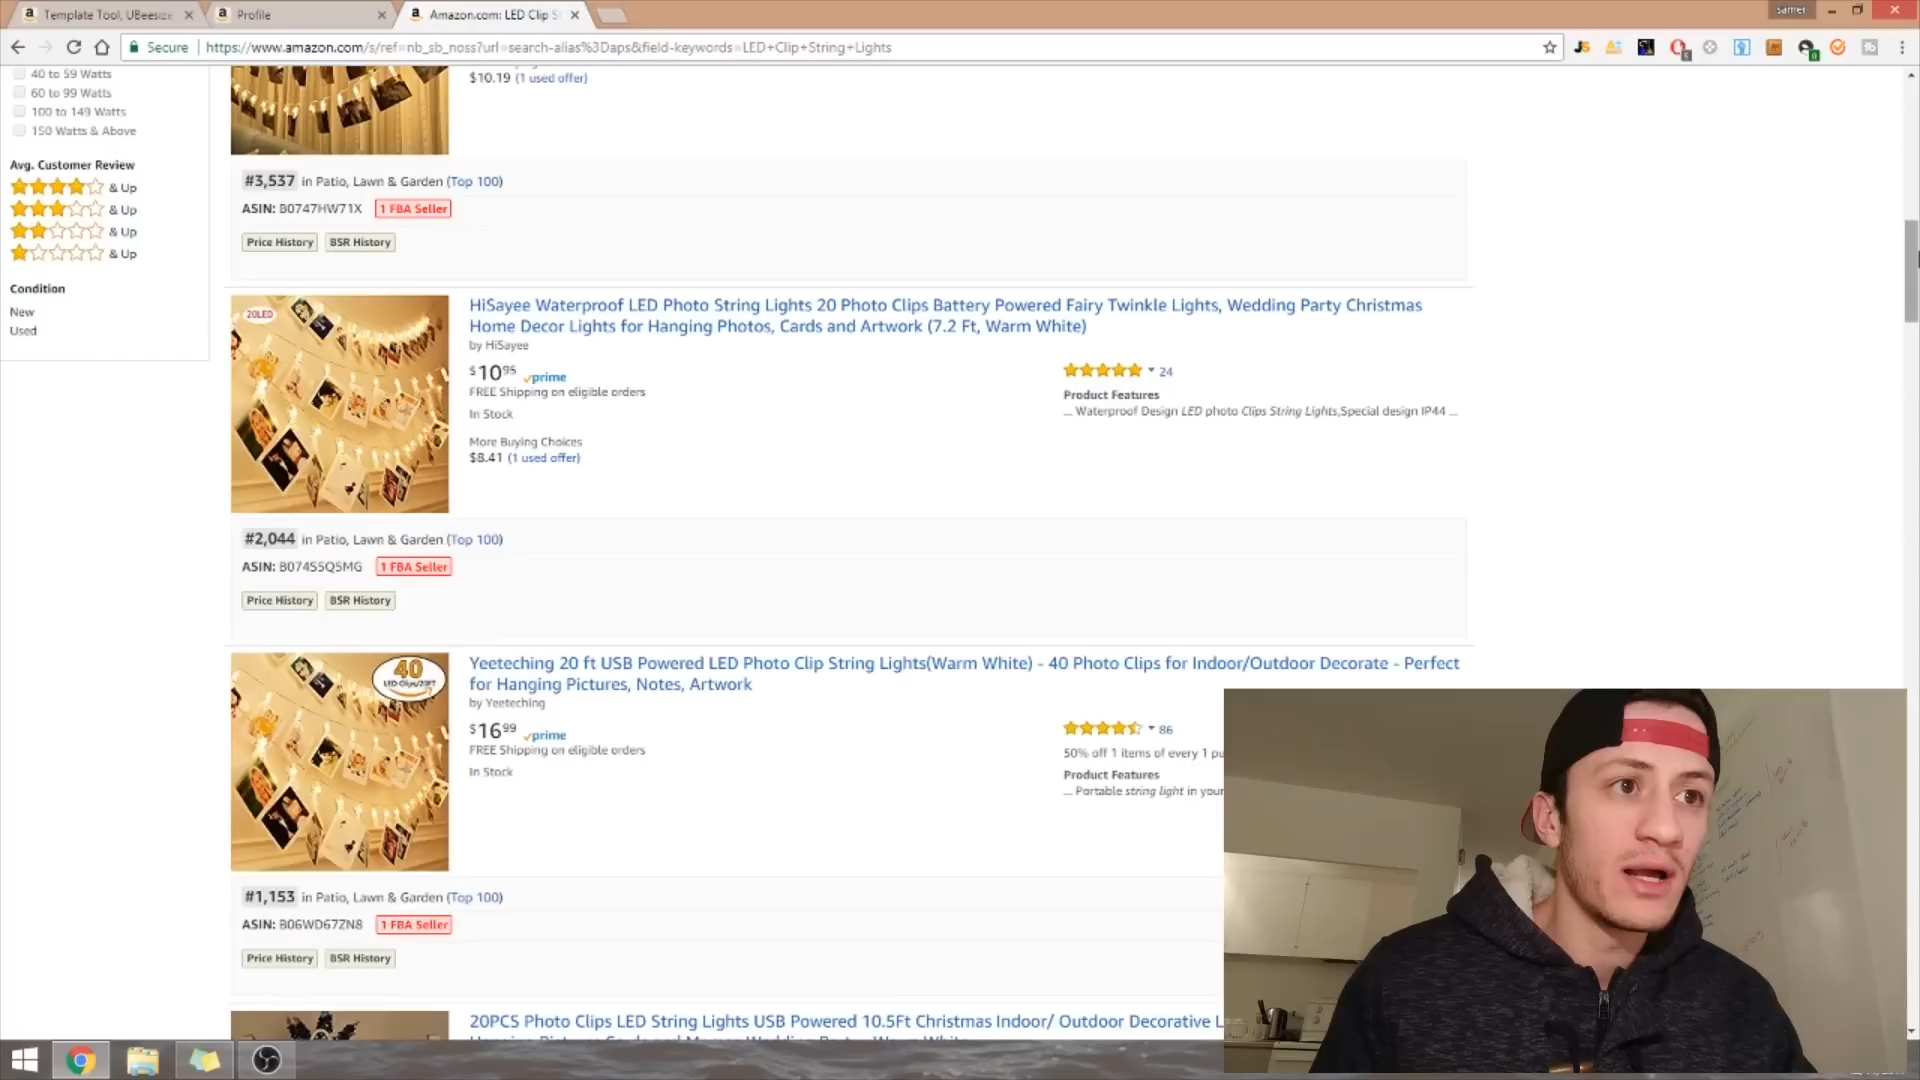 Template Tool, UBeesize
Profile
Amazon.com: LED Clip S
samer
Secure
https://www.amazon.com/s/ref=nb_sb_noss?url=search-alias%3Daps&field-keywords=LED+Clip+String+Lights
40 to 59 Watts
60 to 99 Watts
100 to 149 Watts
150 Watts & Above
Avg. Customer Review
& Up
& Up
& Up
& Up
Condition
New
Used
$10.19 (1 used offer)
#3,537 in Patio, Lawn & Garden (Top 100)
ASIN: B0747HW71X 1 FBA Seller
Price History BSR History
20LED
HiSayee Waterproof LED Photo String Lights 20 Photo Clips Battery Powered Fairy Twinkle Lights, Wedding Party Christmas
Home Decor Lights for Hanging Photos, Cards and Artwork (7.2 Ft, Warm White)
by HiSayee
$10 95 prime
FREE Shipping on eligible orders
In Stock
More Buying Choices
$8.41 (1 used offer)
24
Product Features
... Waterproof Design LED photo Clips String Lights,Special design IP44 ...
#2,044 in Patio, Lawn & Garden (Top 100)
ASIN: B074S5Q5MG 1 FBA Seller
Price History BSR History
40
LED Clips/20FT
Yeeteching 20 ft USB Powered LED Photo Clip String Lights(Warm White) - 40 Photo Clips for Indoor/Outdoor Decorate - Perfect
for Hanging Pictures, Notes, Artwork
by Yeeteching
$16 99 prime
FREE Shipping on eligible orders
In Stock
86
50% off 1 items of every 1 pu
Product Features
... Portable string light in your
#1,153 in Patio, Lawn & Garden (Top 100)
ASIN: B06WD67ZN8 1 FBA Seller
Price History BSR History
20PCS Photo Clips LED String Lights USB Powered 10.5Ft Christmas Indoor/ Outdoor Decorative L